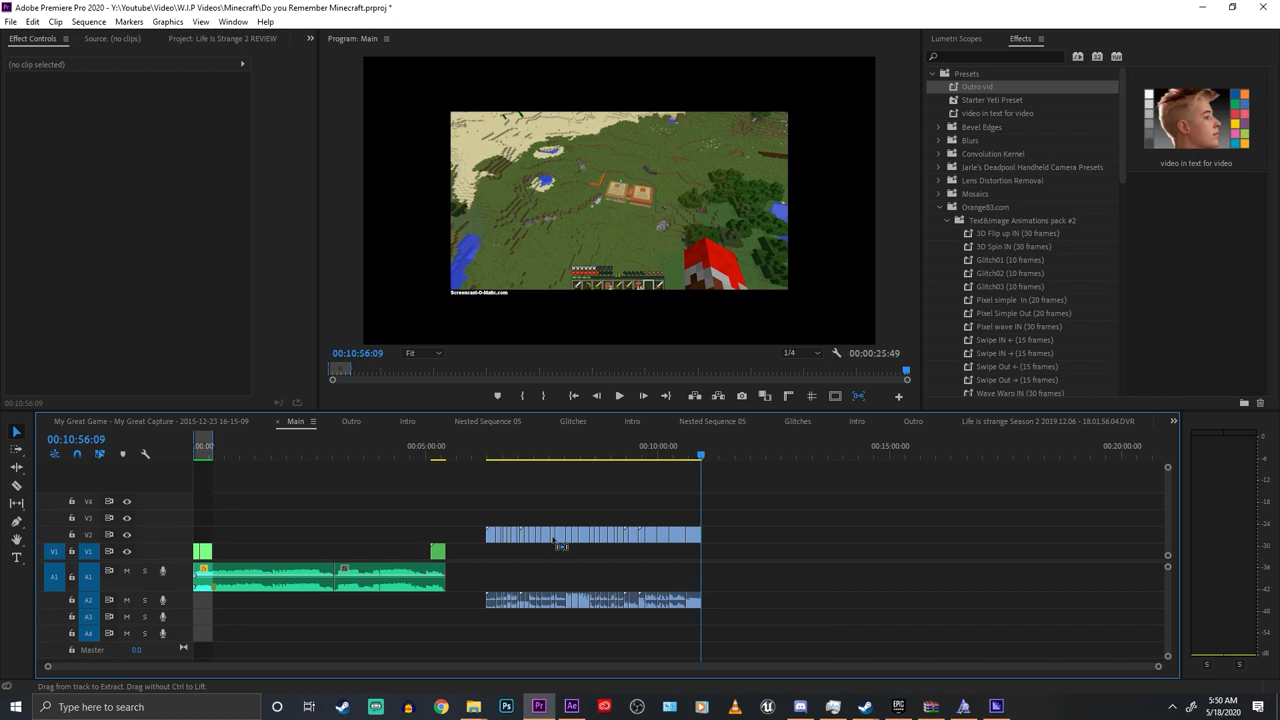 Adobe Premiere Pro 2020 - Y:\Youtube\Video\W.I.P Videos\Minecraft\Do you Remember Minecraft.prproj *
File Edit Clip Sequence Markers Graphics View Window Help
Effect Controls Source: (no clips) Project: Life is Strange 2 REVIEW
Program: Main
Lumetri Scopes Effects
(no clip selected)
Presets
Outro vid
Starter Yeti Preset
video in text for video
Bevel Edges
Blurs
Convolution Kernel
Jarle's Deadpool Handheld Camera Presets
Lens Distortion Removal
Mosaics
Orange83.com
Text&Image Animations pack #2
3D Flip up IN (30 frames)
3D Spin IN (30 frames)
Glitch01 (10 frames)
Glitch02 (10 frames)
Glitch03 (10 frames)
Pixel simple In (20 frames)
Pixel Simple Out (20 frames)
Pixel wave IN (30 frames)
Swipe IN <- (15 frames)
Swipe IN -> (15 frames)
Swipe Out <- (15 frames)
Swipe Out -> (15 frames)
Wave Warp IN (30 frames)
video in text for video
Screencast-O-Matic.com
00:10:56:09 Fit 1/4 00:00:25:49
00:10:56:09
My Great Game - My Great Capture - 2015-12-23 16-15-09 × Main Outro Intro Nested Sequence 05 Glitches Intro Nested Sequence 05 Glitches Intro Outro Life is strange Season 2 2019.12.06 - 18.01.56.04.DVR
00:10:56:09
00:00 00:05:00:00 00:10:00:00 00:15:00:00 00:20:00:00
V4
V3
V2
V1 V1
A1 A1 M S
A2 M S
A3 M S
A4 M S
Master 0.0
0
-6
-12
-18
-24
-30
-36
-42
-48
-54
dB
S S
Drag from track to Extract. Drag without Ctrl to Lift.
Type here to search
5:50 AM
5/18/2020